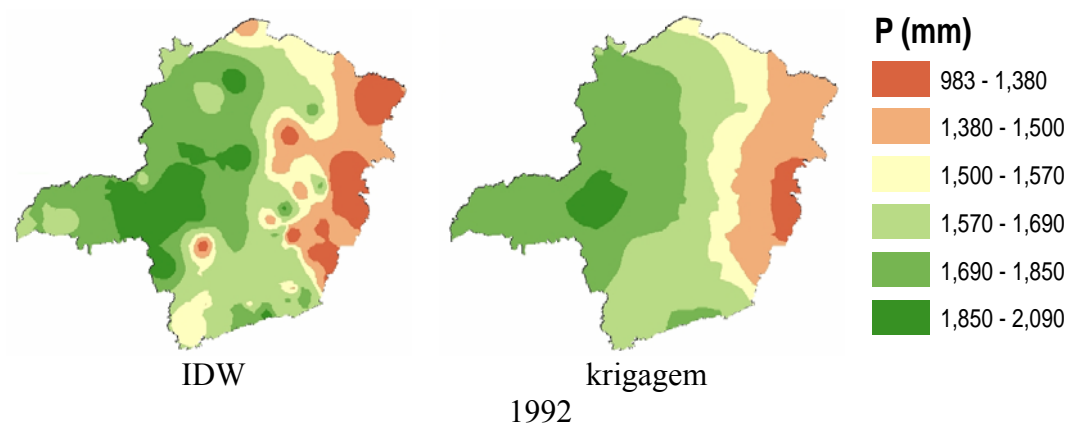 P (mm)
983 - 1,380
1,380 - 1,500
1,500 - 1,570
1,570 - 1,690
1,690 - 1,850
1,850 - 2,090
IDW
krigagem
1992